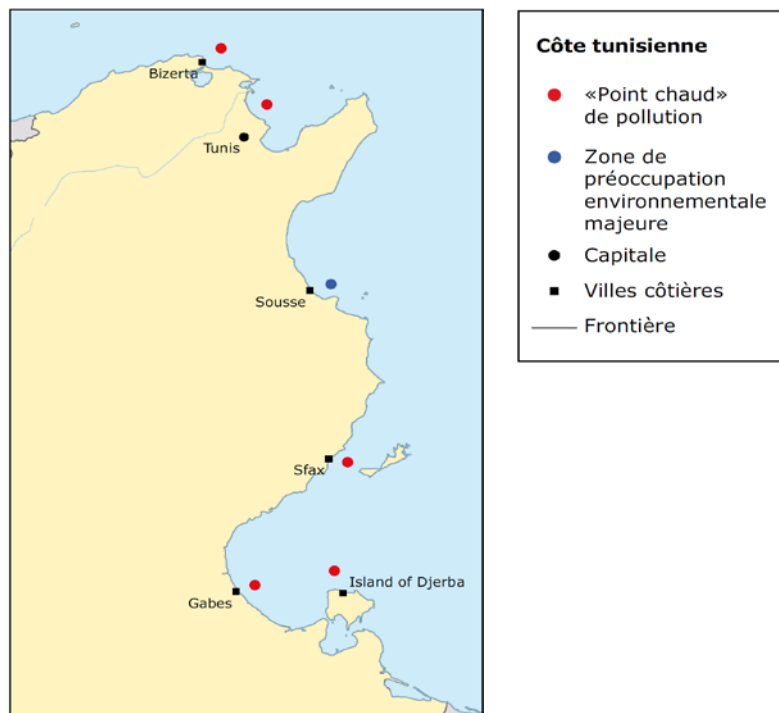 Bizerta
Tunis
Sousse
Sfax
Island of Djerba
Gabes
Côte tunisienne
«Point chaud»
de pollution
Zone de
préoccupation
environnementale
majeure
Capitale
Villes côtières
Frontière